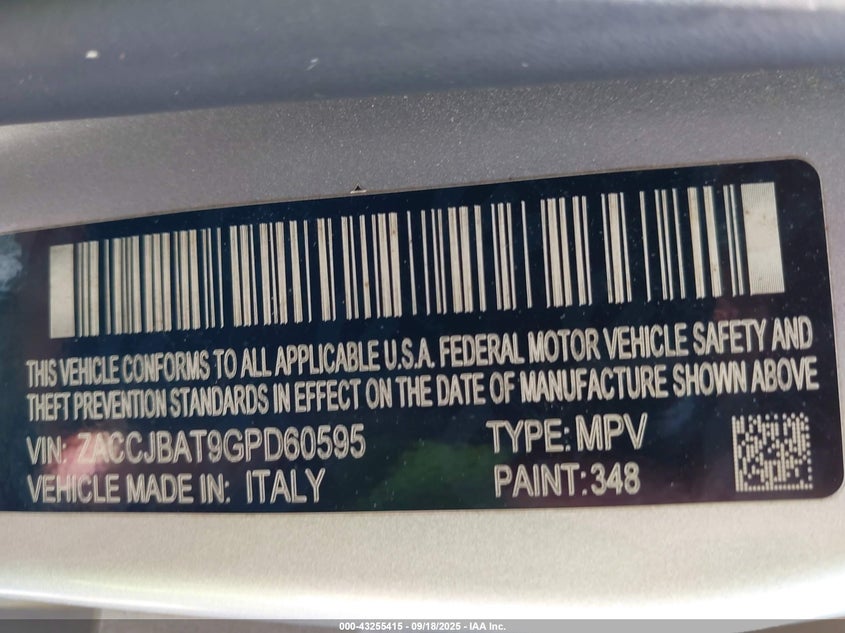 THIS VEHICLE CONFORMS TO ALL APPLICABLE U.S.A. FEDERAL MOTOR VEHICLE SAFETY AND
THEFT PREVENTION STANDARDS IN EFFECT ON THE DATE OF MANUFACTURE SHOWN ABOVE
VIN: ZACCJBAT9GPD60595 TYPE: MPV
VEHICLE MADE IN: ITALY PAINT: 348
000-43255415 - 09/18/2025 - IAA Inc.